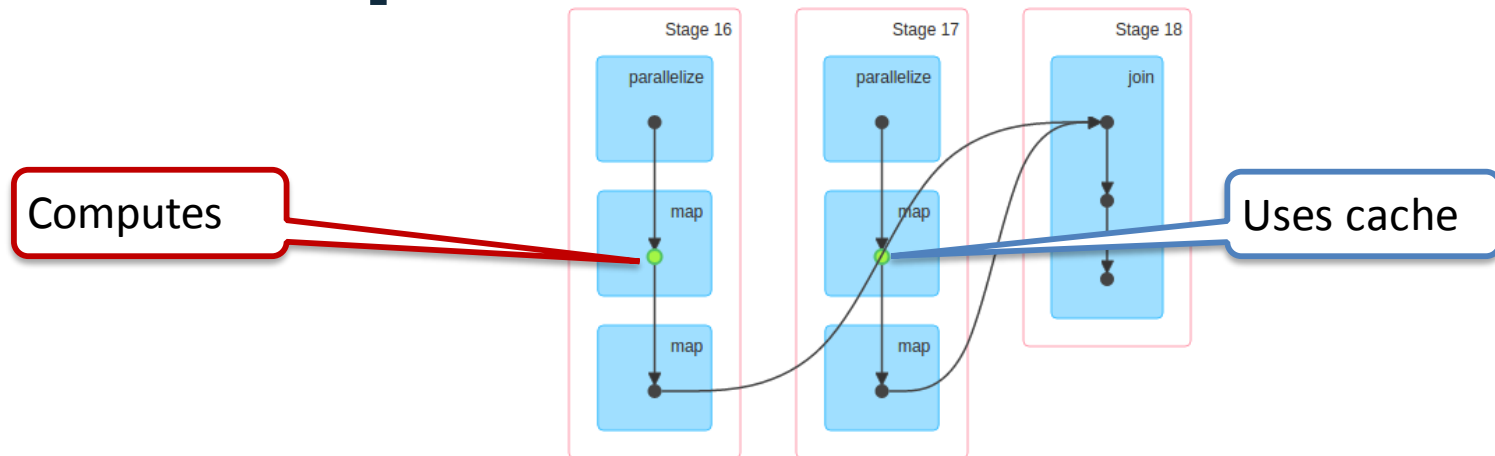 Stage 16
Stage 17
Stage 18
parallelize
parallelize
join
Computes
map
map
Uses cache
map
map